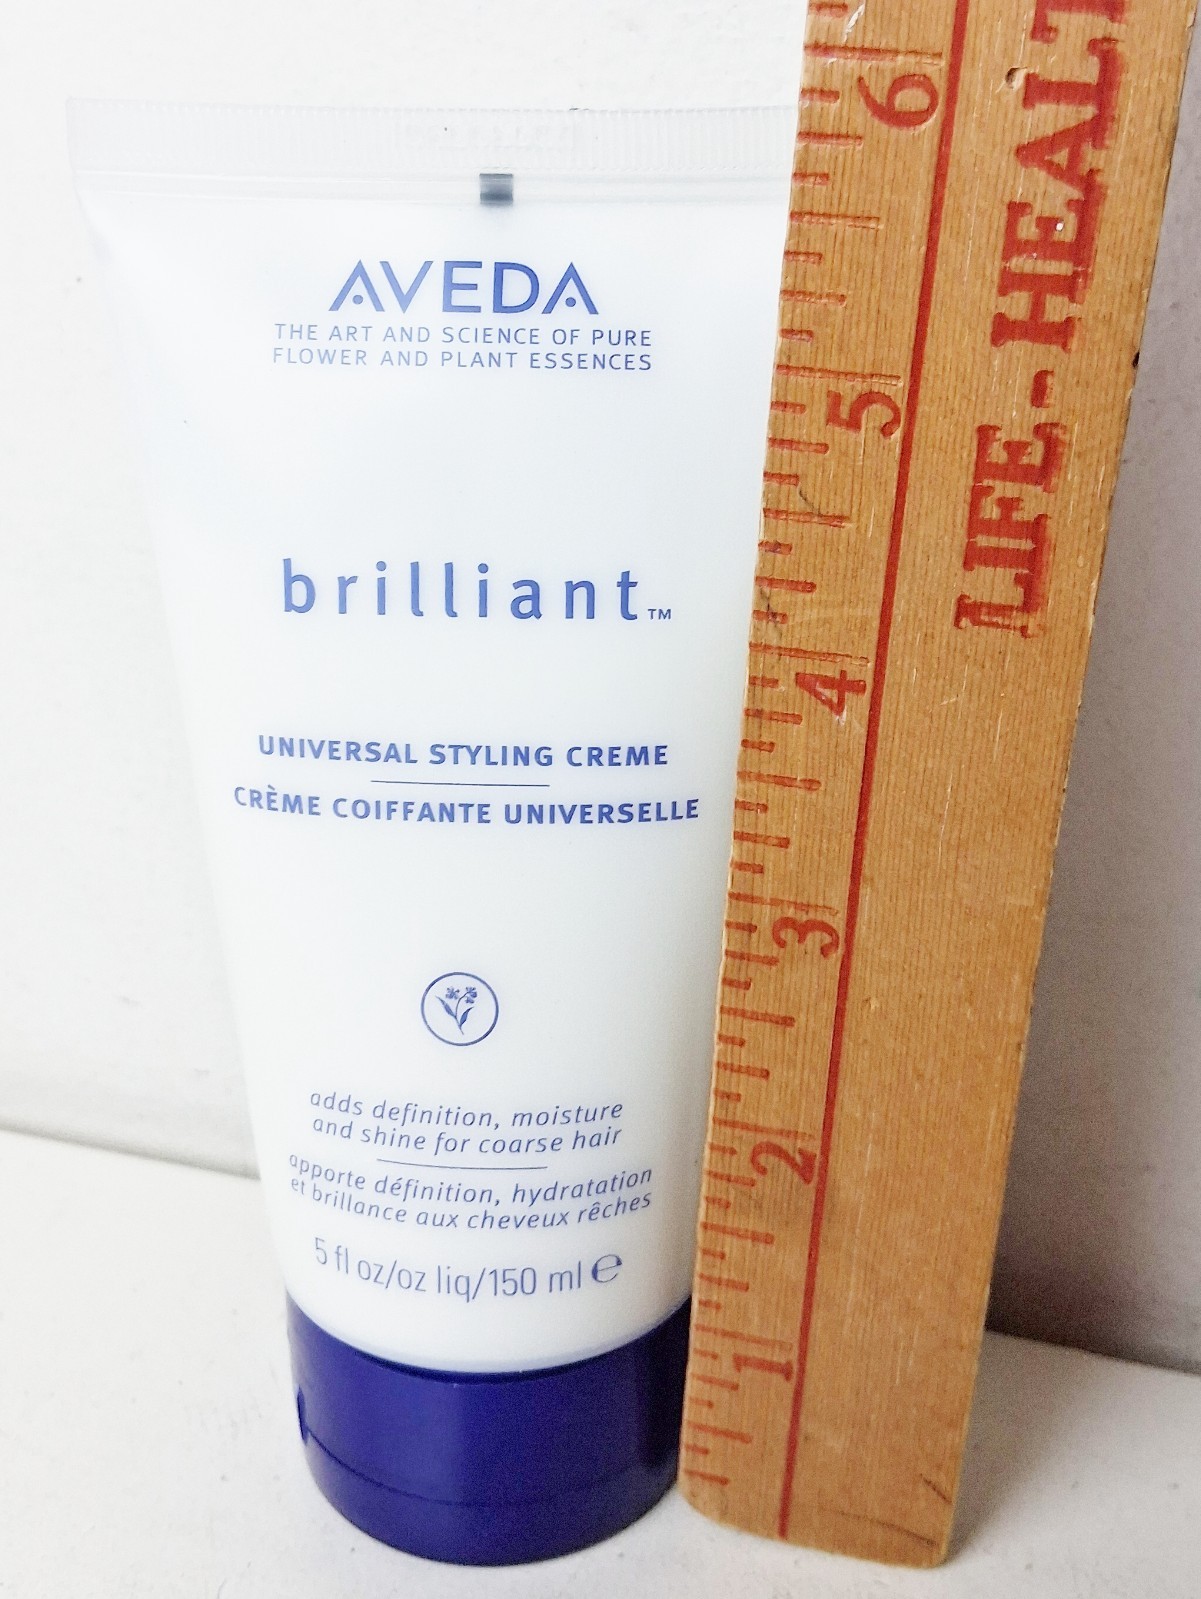 AVEDA
THE ART AND SCIENCE OF PURE
FLOWER AND PLANT ESSENCES
brilliant™
UNIVERSAL STYLING CREME
CRÈME COIFFANTE UNIVERSELLE
adds definition, moisture
and shine for coarse hair
apporte définition, hydratation
et brillance aux cheveux rêches
5 fl oz/oz liq/150 ml ℮
6
5
4
3
2
1
LIFE-HEALT